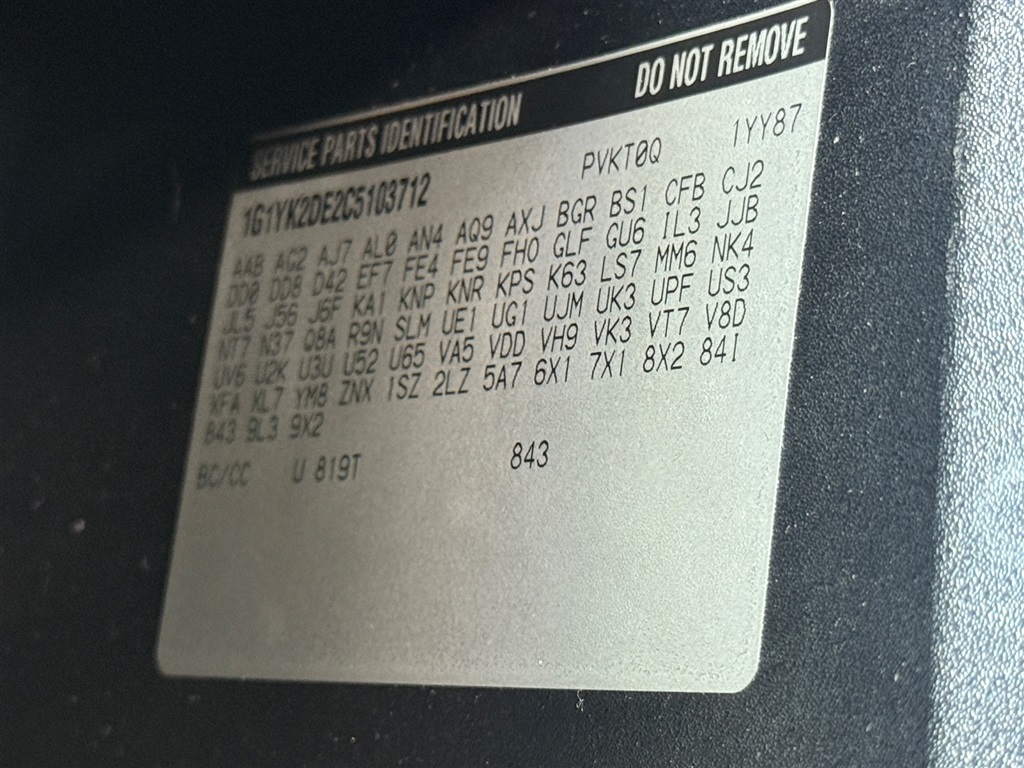 SERVICE PARTS IDENTIFICATION DO NOT REMOVE
1G1YK2DE2C5103712 PVKT0Q 1YY87
AAB AG2 AJ7 AL0 AN4 AQ9 AXJ BGR BS1 CFB CJ2
DD0 DD8 D42 EF7 FE4 FE9 FHO GLF GU6 IL3 JJB
JL5 J56 J6F KA1 KNP KNR KPS K63 LS7 MM6 NK4
NT7 N37 Q8A R9N SLM UE1 UG1 UJM UK3 UPF US3
UV6 U2K U3U U52 U65 VA5 VDD VH9 VK3 VT7 V8D
XFA XL7 YM8 ZNX 1SZ 2LZ 5A7 6X1 7X1 8X2 84I
843 9L3 9X2
BC/CC U 819T 843